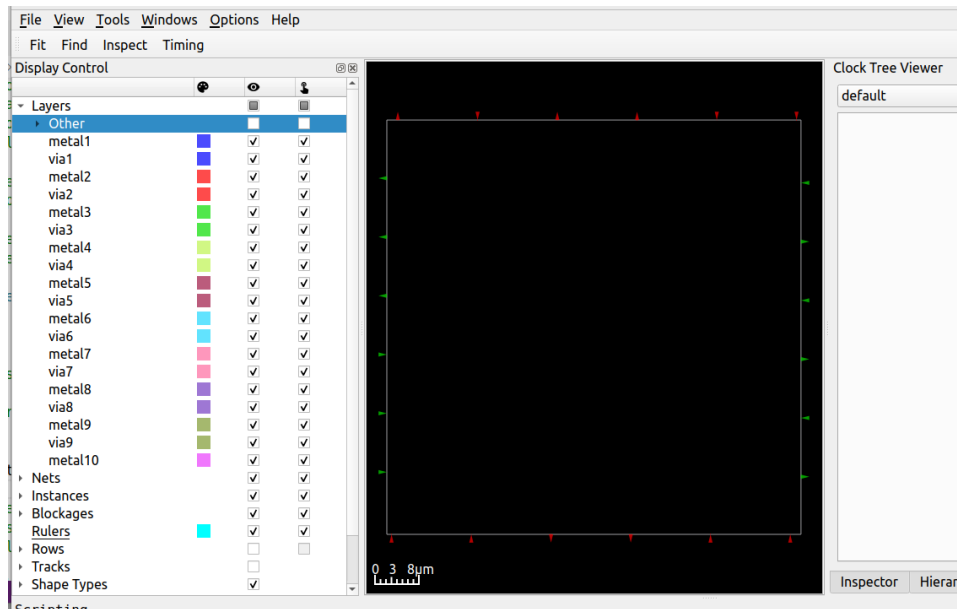 File View Tools Windows Options Help
Fit Find Inspect Timing
Display Control
Layers
Other
metal1
via1
metal2
via2
metal3
via3
metal4
via4
metal5
via5
metal6
via6
metal7
via7
metal8
via8
metal9
via9
metal10
Nets
Instances
Blockages
Rulers
Rows
Tracks
Shape Types
Scripting
0 3 8μm
Clock Tree Viewer
default
Inspector Hierar